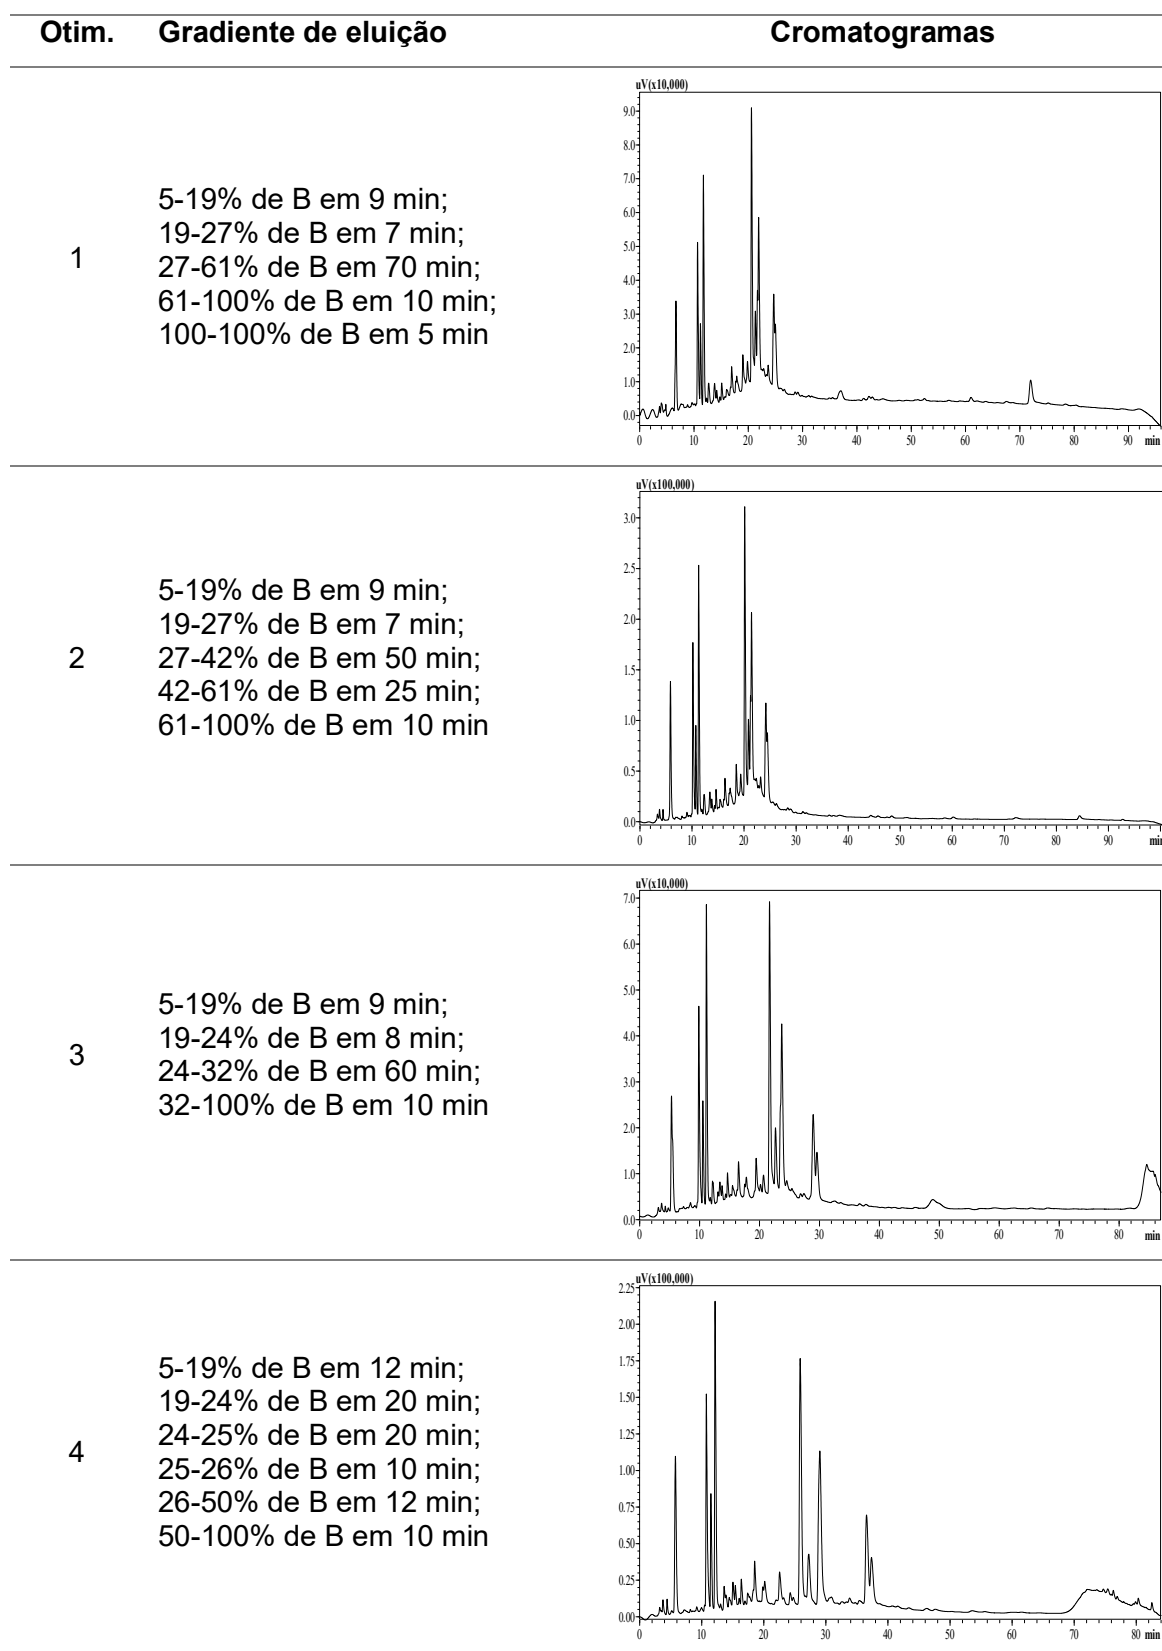 Otim. Gradiente de eluição Cromatogramas
1
5-19% de B em 9 min;
19-27% de B em 7 min;
27-61% de B em 70 min;
61-100% de B em 10 min;
100-100% de B em 5 min
uV(x10,000)
9.0
8.0
7.0
6.0
5.0
4.0
3.0
2.0
1.0
0.0
0 10 20 30 40 50 60 70 80 90 min
2
5-19% de B em 9 min;
19-27% de B em 7 min;
27-42% de B em 50 min;
42-61% de B em 25 min;
61-100% de B em 10 min
uV(x100,000)
3.0
2.5
2.0
1.5
1.0
0.5
0.0
0 10 20 30 40 50 60 70 80 90 min
3
5-19% de B em 9 min;
19-24% de B em 8 min;
24-32% de B em 60 min;
32-100% de B em 10 min
uV(x10,000)
7.0
6.0
5.0
4.0
3.0
2.0
1.0
0.0
0 10 20 30 40 50 60 70 80 min
4
5-19% de B em 12 min;
19-24% de B em 20 min;
24-25% de B em 20 min;
25-26% de B em 10 min;
26-50% de B em 12 min;
50-100% de B em 10 min
uV(x100,000)
2.25
2.00
1.75
1.50
1.25
1.00
0.75
0.50
0.25
0.00
0 10 20 30 40 50 60 70 80 min